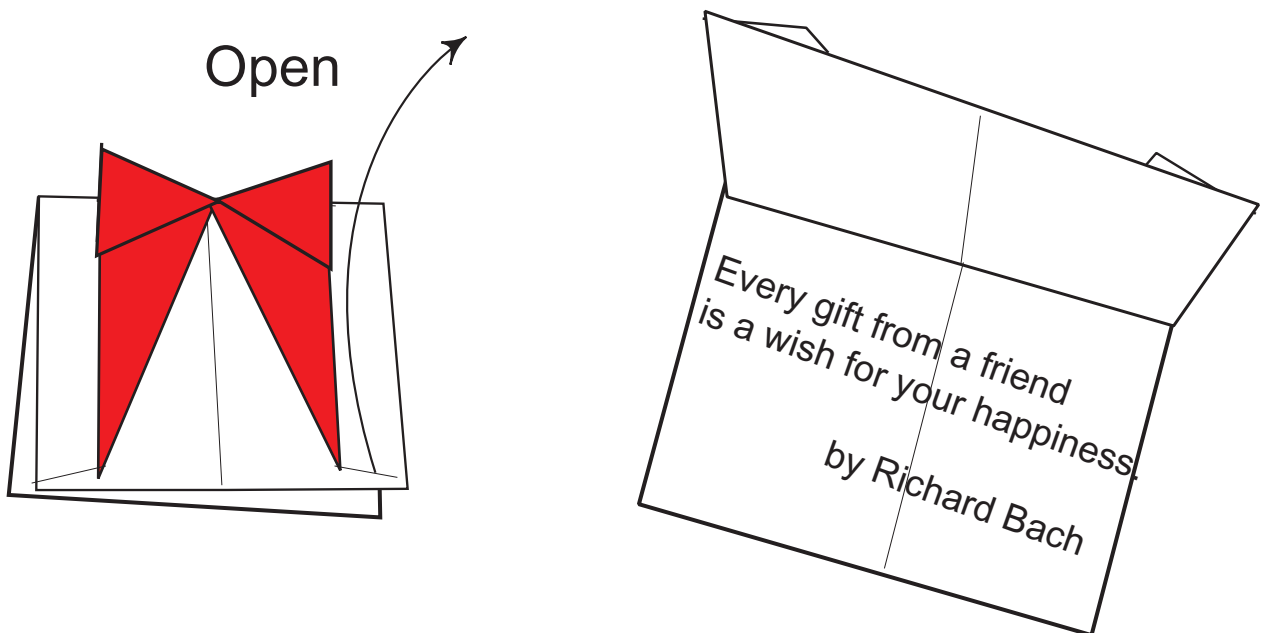 Open
Every gift from a friend
is a wish for your happiness.
by Richard Bach